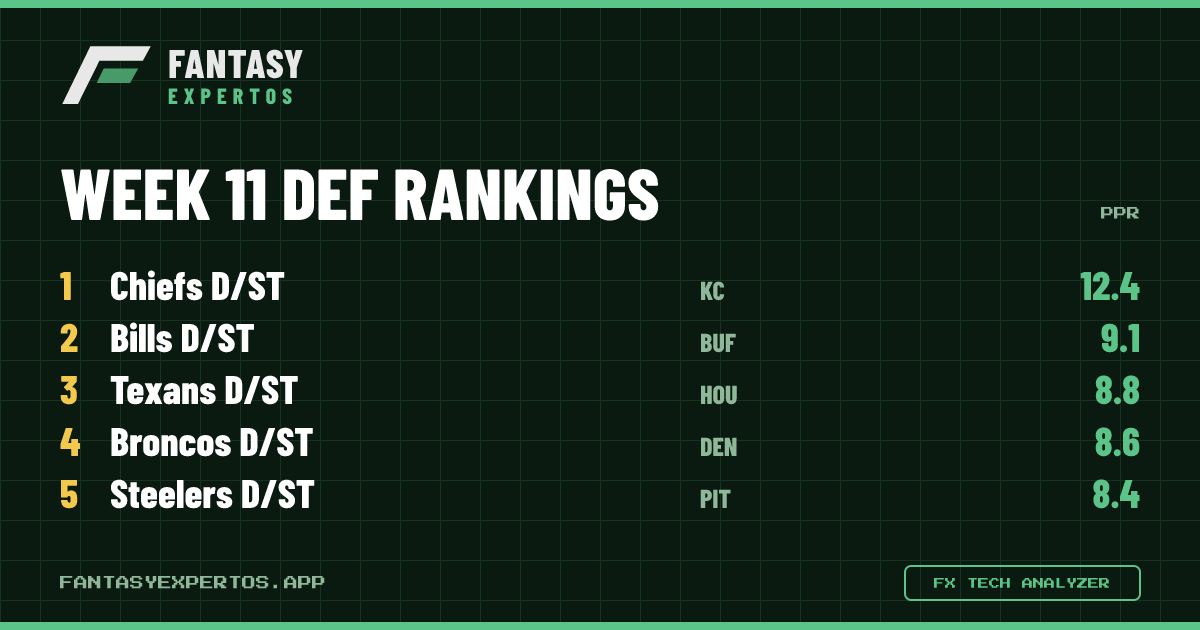 FANTASY
EXPERTOS
WEEK 11 DEF RANKINGS
PPR
1 Chiefs D/ST KC 12.4
2 Bills D/ST BUF 9.1
3 Texans D/ST HOU 8.8
4 Broncos D/ST DEN 8.6
5 Steelers D/ST PIT 8.4
FANTASYEXPERTOS.APP
FX TECH ANALYZER